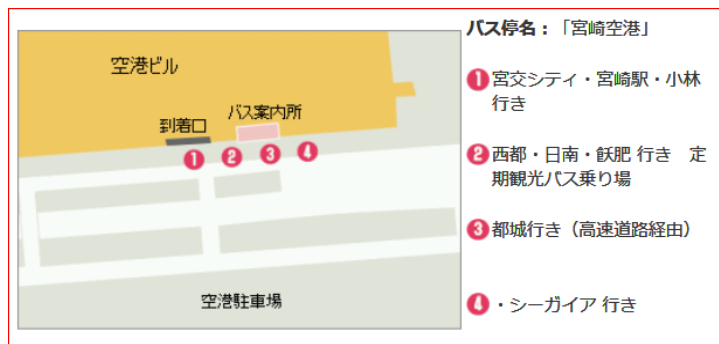 バス停名：「宮崎空港」
空港ビル
到着口
バス案内所
1 2 3 4
空港駐車場
1 宮交シティ・宮崎駅・小林
行き
2 西都・日南・飫肥 行き　定
期観光バス乗り場
3 都城行き（高速道路経由）
4 ・シーガイア 行き